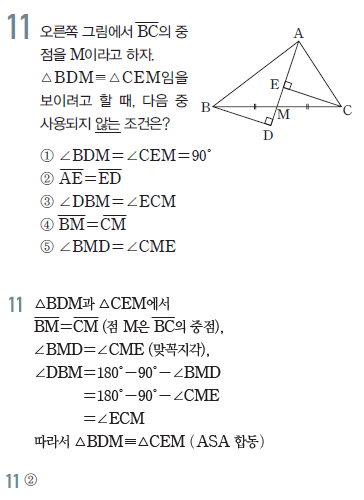 11 오른쪽 그림에서 BC의 중
점을 M이라고 하자.
△BDM≡△CEM임을
보이려고 할 때, 다음 중
사용되지 않는 조건은?
A
E
B
M
C
D
① ∠BDM=∠CEM=90°
② AE=ED
③ ∠DBM=∠ECM
④ BM=CM
⑤ ∠BMD=∠CME
11 △BDM과 △CEM에서
BM=CM (점 M은 BC의 중점),
∠BMD=∠CME (맞꼭지각),
∠DBM=180°-90°-∠BMD
=180°-90°-∠CME
=∠ECM
따라서 △BDM≡△CEM (ASA 합동)
11 ②